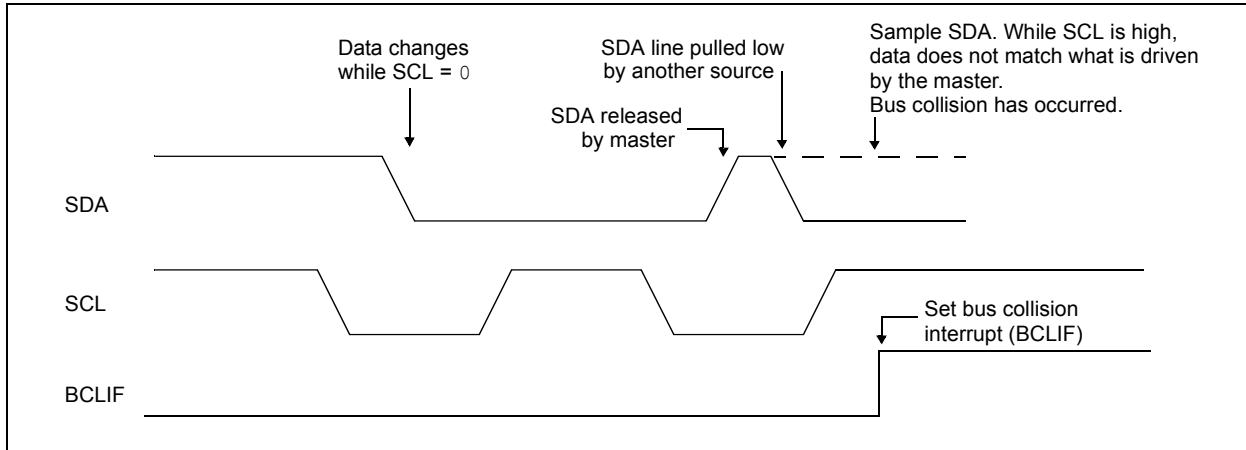 Data changes
while SCL = 0
SDA line pulled low
by another source
Sample SDA. While SCL is high,
data does not match what is driven
by the master.
Bus collision has occurred.
SDA released
by master
SDA
SCL
Set bus collision
interrupt (BCLIF)
BCLIF